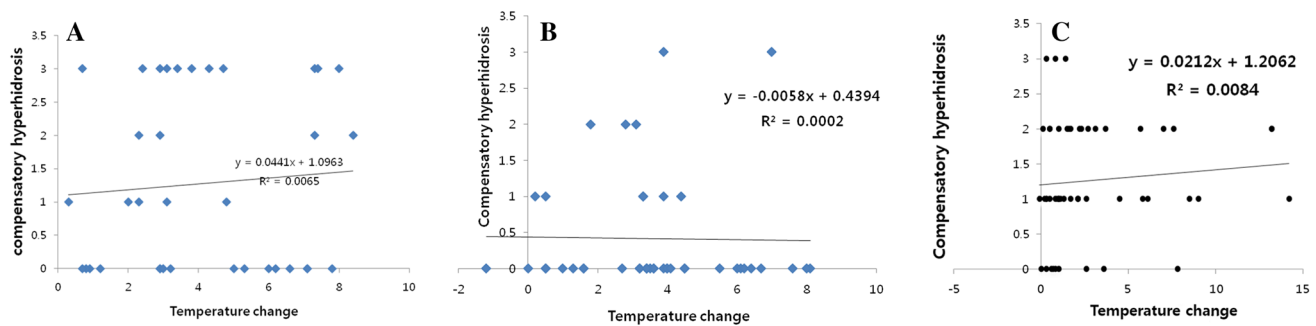 A
compensatory hyperhidrosis
3.5
3
2.5
2
1.5
1
0.5
0
y = 0.0441x + 1.0963
R² = 0.0065
0 2 4 6 8 10
Temperature change
B
Compensatory hyperhidrosis
3.5
3
2.5
2
1.5
1
0.5
0
y = -0.0058x + 0.4394
R² = 0.0002
-2 0 2 4 6 8 10
Temperature change
C
Compensatory hyperhidrosis
3.5
3
2.5
2
1.5
1
0.5
0
y = 0.0212x + 1.2062
R² = 0.0084
-5 0 5 10 15
Temperature change